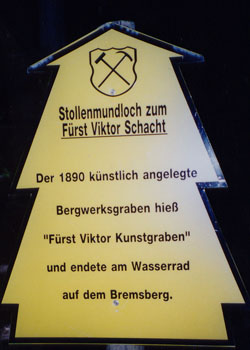 Stollenmundloch zum
Fürst Viktor Schacht
Der 1890 künstlich angelegte
Bergwerksgraben hieß
"Fürst Viktor Kunstgraben"
und endete am Wasserrad
auf dem Bremsberg.